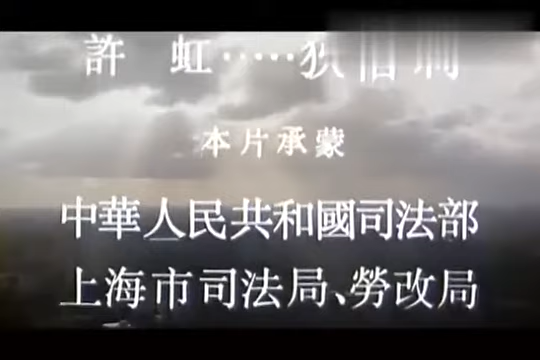 許 虹……狄
本片承蒙
中華人民共和國司法部
上海市司法局、勞改局